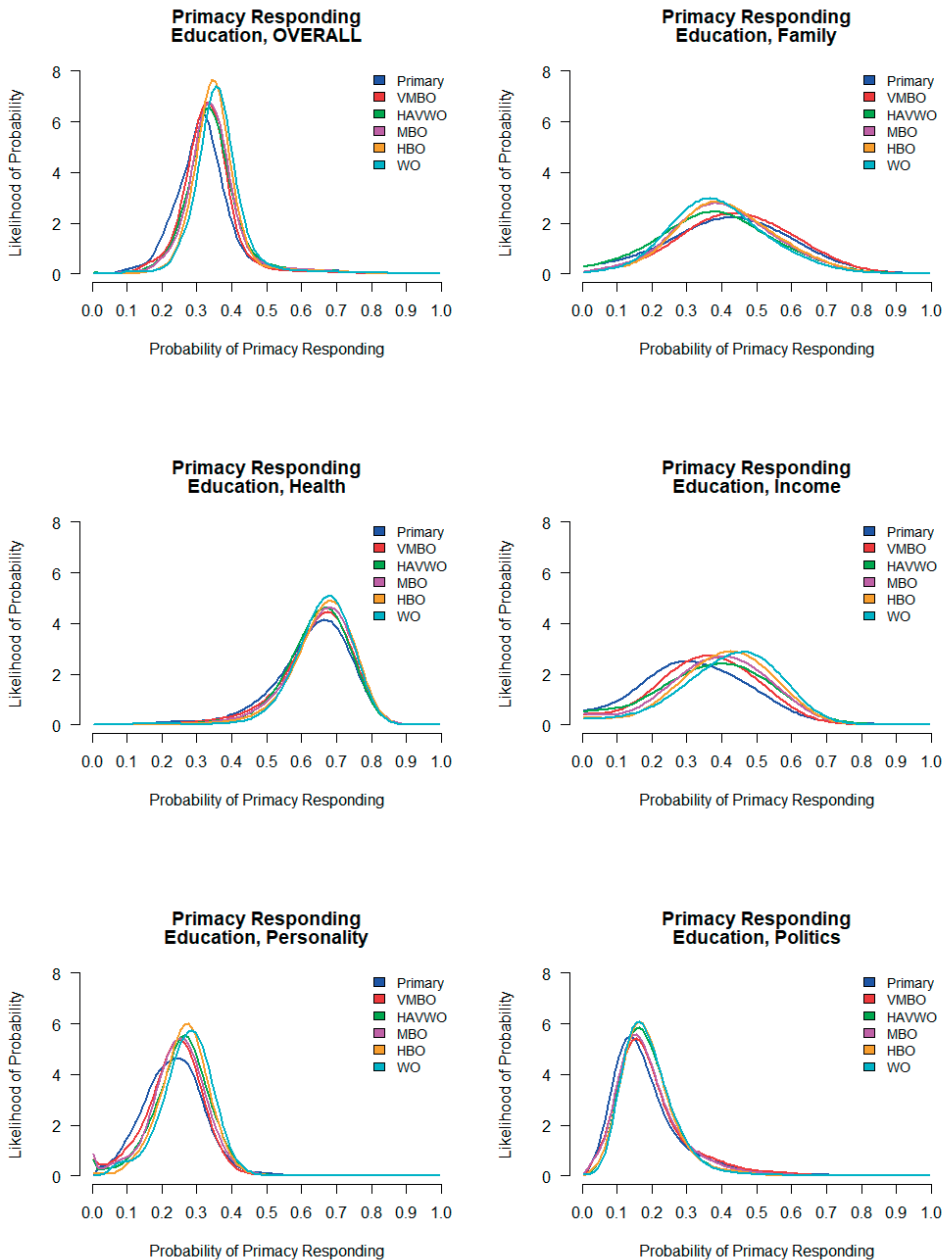 Primacy Responding
Education, OVERALL
Likelihood of Probability
8
6
4
2
0
Primary
VMBO
HAVWO
MBO
HBO
WO
0.0 0.1 0.2 0.3 0.4 0.5 0.6 0.7 0.8 0.9 1.0
Probability of Primacy Responding
Primacy Responding
Education, Family
Likelihood of Probability
8
6
4
2
0
Primary
VMBO
HAVWO
MBO
HBO
WO
0.0 0.1 0.2 0.3 0.4 0.5 0.6 0.7 0.8 0.9 1.0
Probability of Primacy Responding
Primacy Responding
Education, Health
Likelihood of Probability
8
6
4
2
0
Primary
VMBO
HAVWO
MBO
HBO
WO
0.0 0.1 0.2 0.3 0.4 0.5 0.6 0.7 0.8 0.9 1.0
Probability of Primacy Responding
Primacy Responding
Education, Income
Likelihood of Probability
8
6
4
2
0
Primary
VMBO
HAVWO
MBO
HBO
WO
0.0 0.1 0.2 0.3 0.4 0.5 0.6 0.7 0.8 0.9 1.0
Probability of Primacy Responding
Primacy Responding
Education, Personality
Likelihood of Probability
8
6
4
2
0
Primary
VMBO
HAVWO
MBO
HBO
WO
0.0 0.1 0.2 0.3 0.4 0.5 0.6 0.7 0.8 0.9 1.0
Probability of Primacy Responding
Primacy Responding
Education, Politics
Likelihood of Probability
8
6
4
2
0
Primary
VMBO
HAVWO
MBO
HBO
WO
0.0 0.1 0.2 0.3 0.4 0.5 0.6 0.7 0.8 0.9 1.0
Probability of Primacy Responding